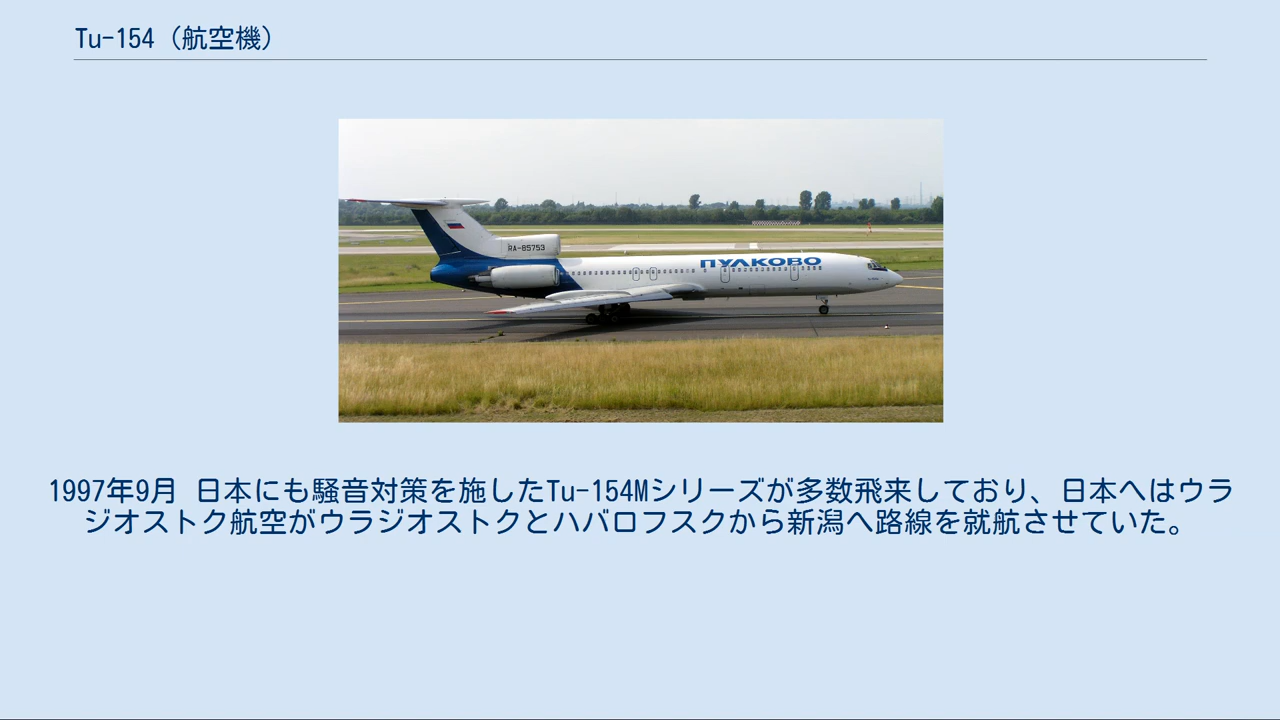 Tu-154（航空機）
RA-85753
ПУЛКОВО
1997年9月 日本にも騒音対策を施したTu-154Mシリーズが多数飛来しており、日本へはウラ
ジオストク航空がウラジオストクとハバロフスクから新潟へ路線を就航させていた。